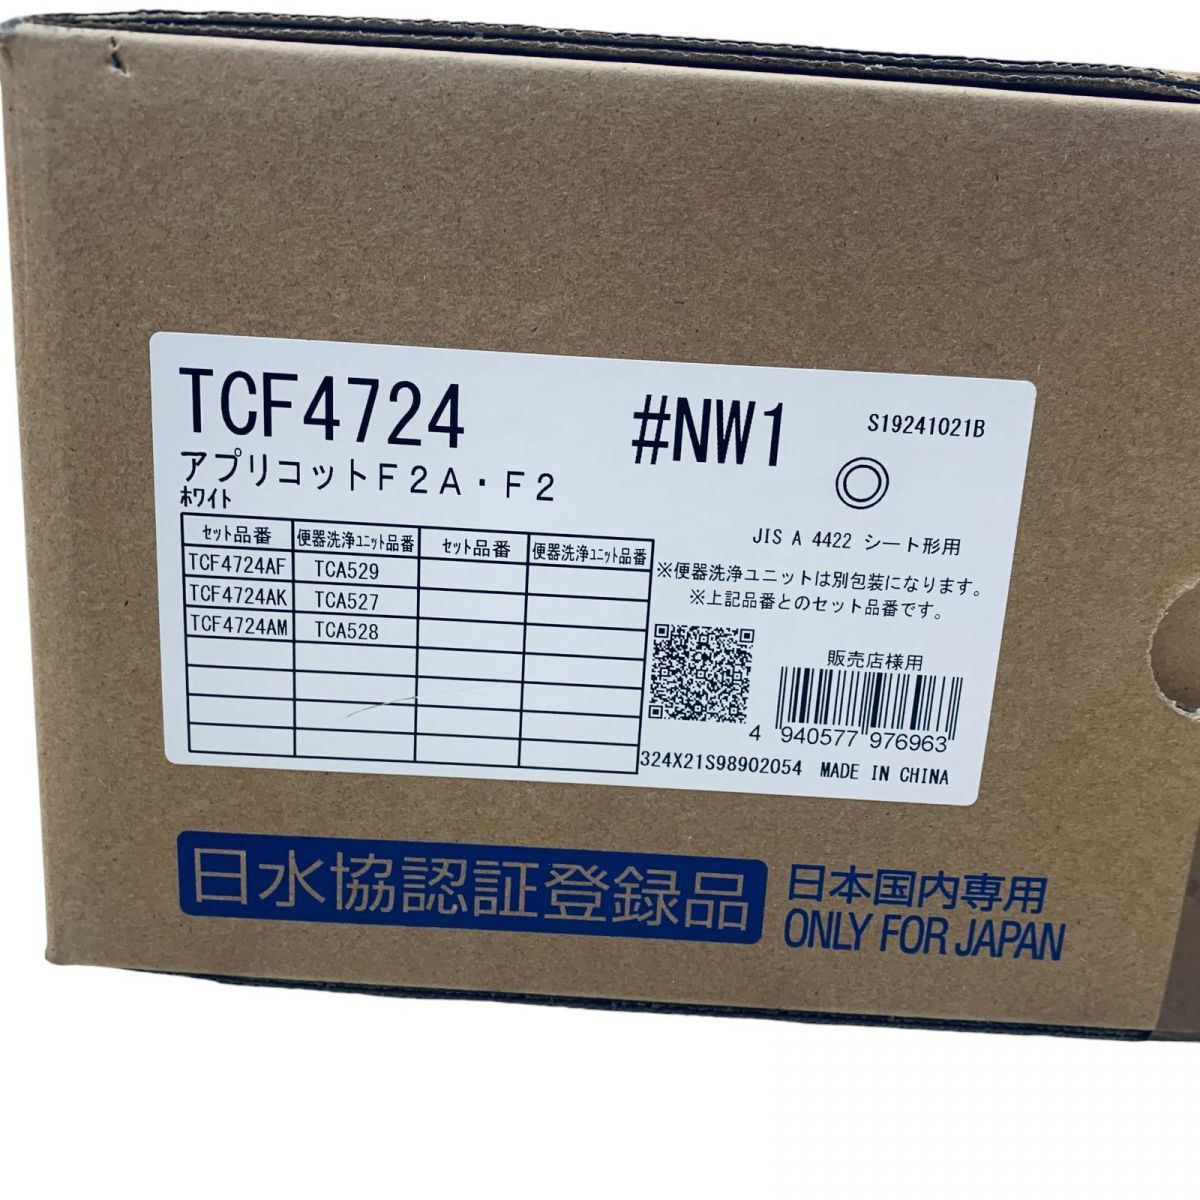 TCF4724 #NW1 S19241021B
アプリコットF2A・F2
ホワイト
JIS A 4422 シート形用
セット品番 便器洗浄ユニット品番 セット品番 便器洗浄ユニット品番
TCF4724AF TCA529
TCF4724AK TCA527
TCF4724AM TCA528
※便器洗浄ユニットは別包装になります。
※上記品番とのセット品番です。
販売店様用
4 940577 976963
324X21S98902054 MADE IN CHINA
日水協認証登録品
日本国内専用
ONLY FOR JAPAN